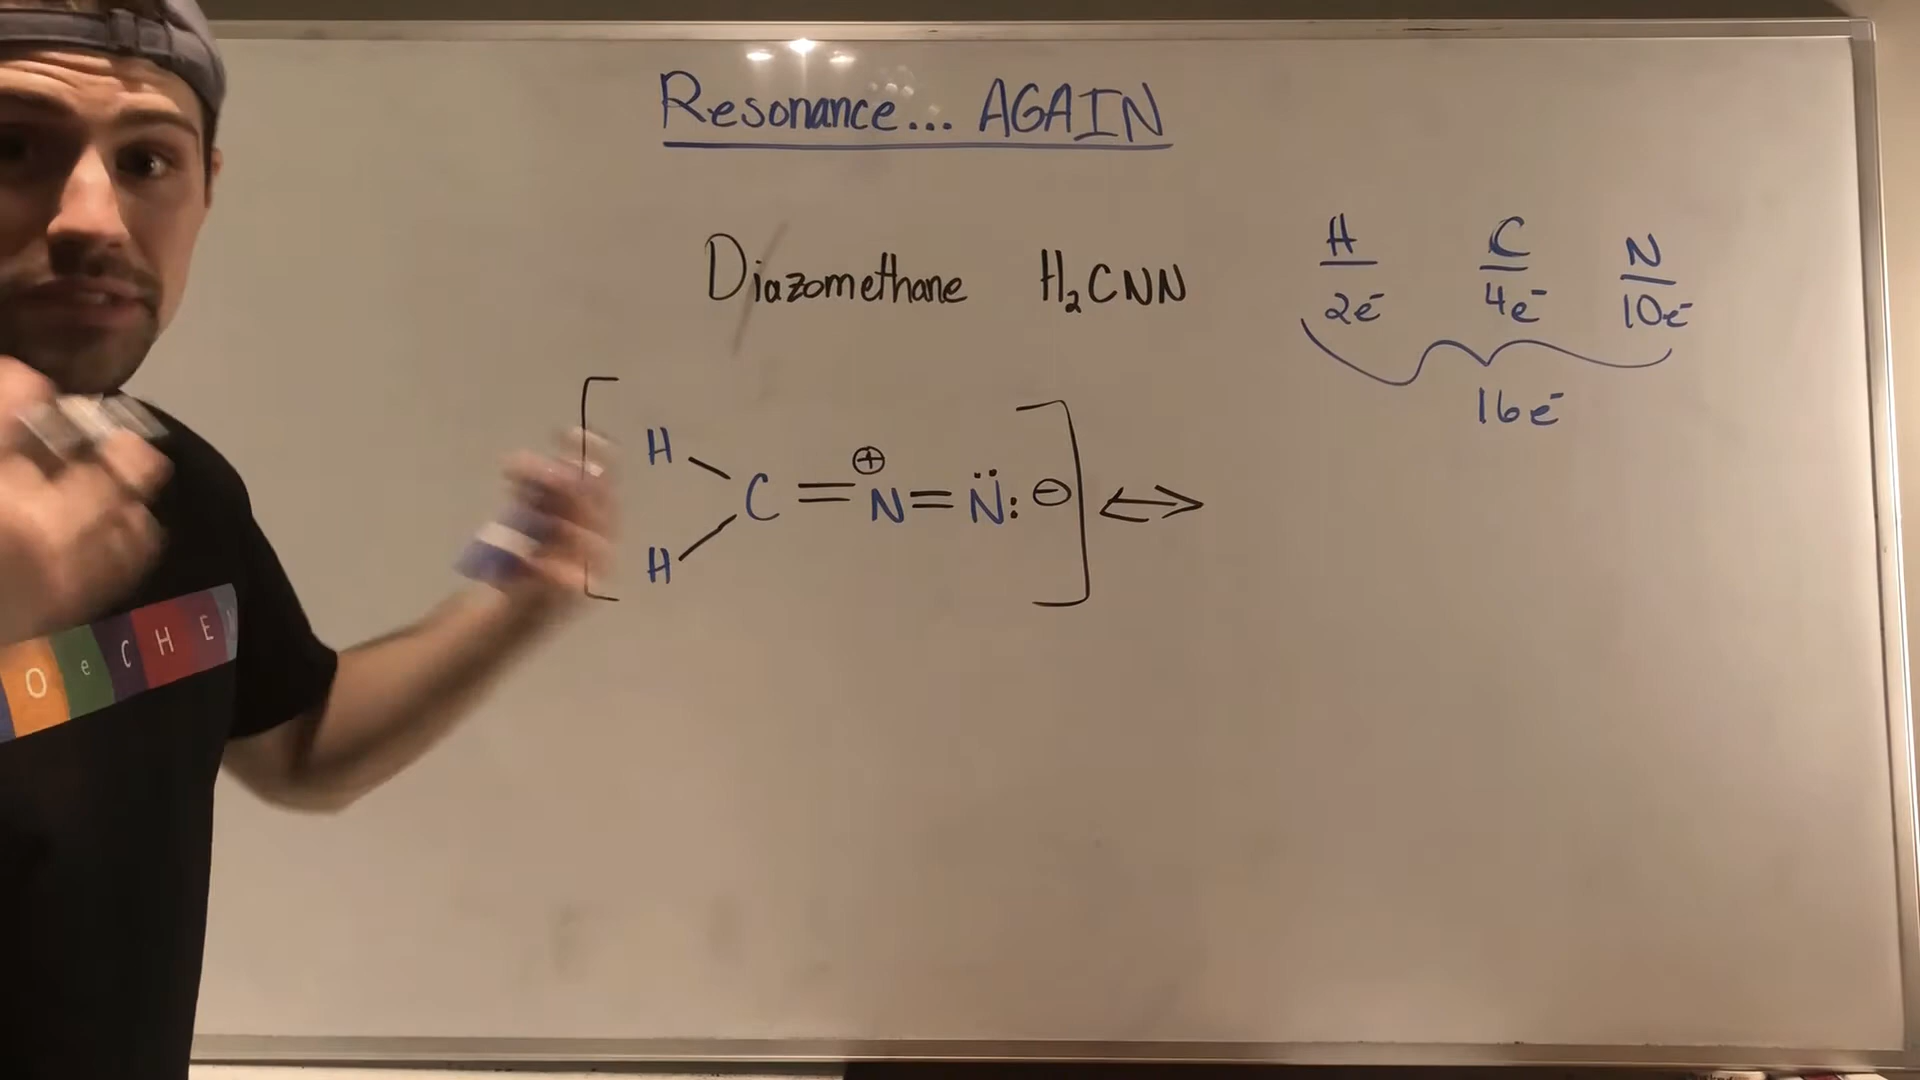 Resonance... AGAIN
Diazomethane H₂CNN
H C N
2e⁻ 4e⁻ 10e⁻
16e⁻
H
C = N = N̈: ⊖ ⇔
⊕
H
OeCHE